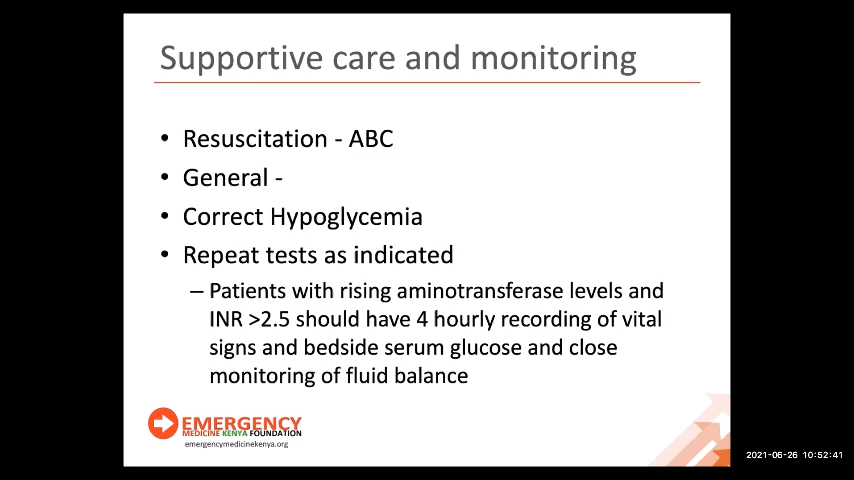 Supportive care and monitoring
• Resuscitation - ABC
• General -
• Correct Hypoglycemia
• Repeat tests as indicated
– Patients with rising aminotransferase levels and
INR >2.5 should have 4 hourly recording of vital
signs and bedside serum glucose and close
monitoring of fluid balance
EMERGENCY
MEDICINE KENYA FOUNDATION
emergencymedicinekenya.org
2021-06-26 10:52:41